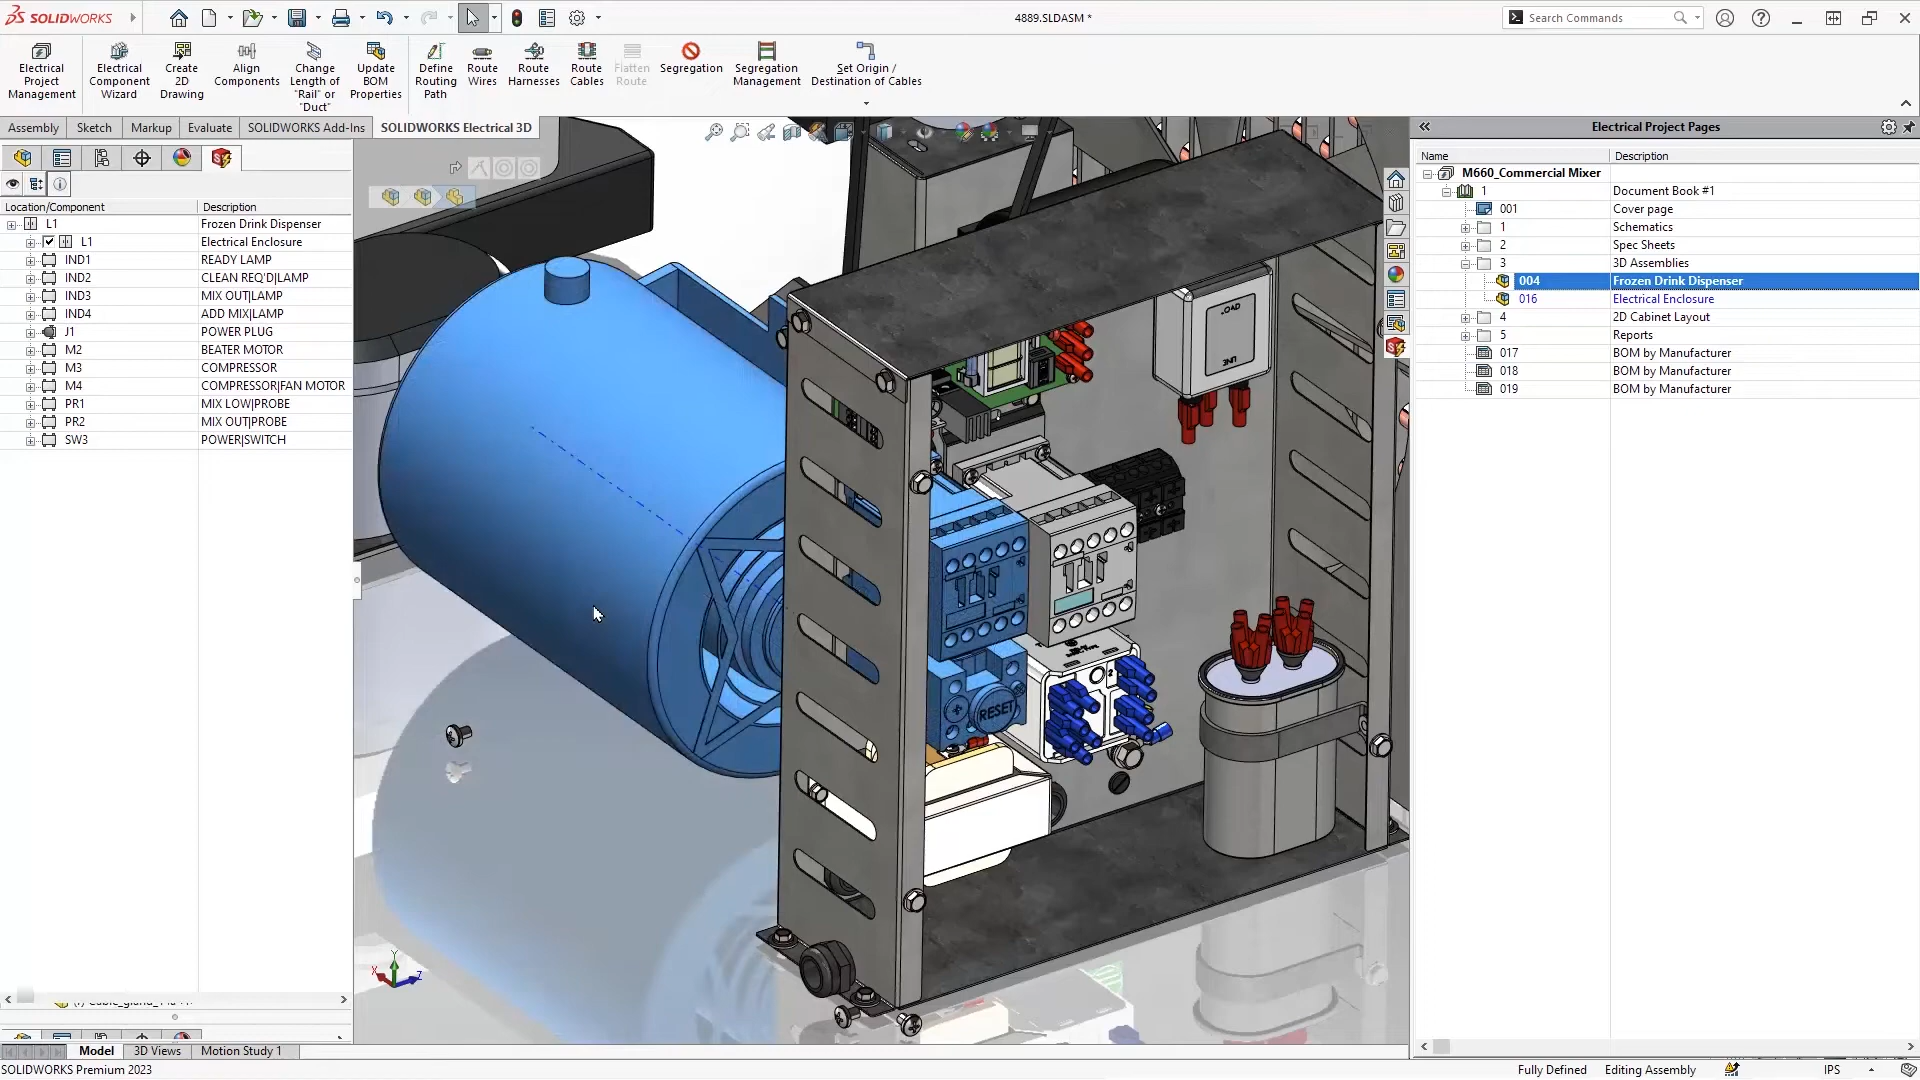 SOLIDWORKS
4889.SLDASM *
Search Commands
Electrical Project Management
Electrical Component Wizard
Create 2D Drawing
Align Components
Change Length of "Rail" or "Duct"
Update BOM Properties
Define Routing Path
Route Wires
Route Harnesses
Route Cables
Flatten Route
Segregation
Segregation Management
Set Origin / Destination of Cables
Assembly
Sketch
Markup
Evaluate
SOLIDWORKS Add-Ins
SOLIDWORKS Electrical 3D
Location/Component Description
L1 Frozen Drink Dispenser
L1 Electrical Enclosure
IND1 READY LAMP
IND2 CLEAN REQ'D|LAMP
IND3 MIX OUT|LAMP
IND4 ADD MIX|LAMP
J1 POWER PLUG
M2 BEATER MOTOR
M3 COMPRESSOR
M4 COMPRESSOR|FAN MOTOR
PR1 MIX LOW|PROBE
PR2 MIX OUT|PROBE
SW3 POWER|SWITCH
LINE
RESET
Y
X
Z
Electrical Project Pages
Name Description
M660_Commercial Mixer
1 Document Book #1
001 Cover page
1 Schematics
2 Spec Sheets
3 3D Assemblies
004 Frozen Drink Dispenser
016 Electrical Enclosure
4 2D Cabinet Layout
5 Reports
017 BOM by Manufacturer
018 BOM by Manufacturer
019 BOM by Manufacturer
Model
3D Views
Motion Study 1
SOLIDWORKS Premium 2023
Fully Defined
Editing Assembly
IPS